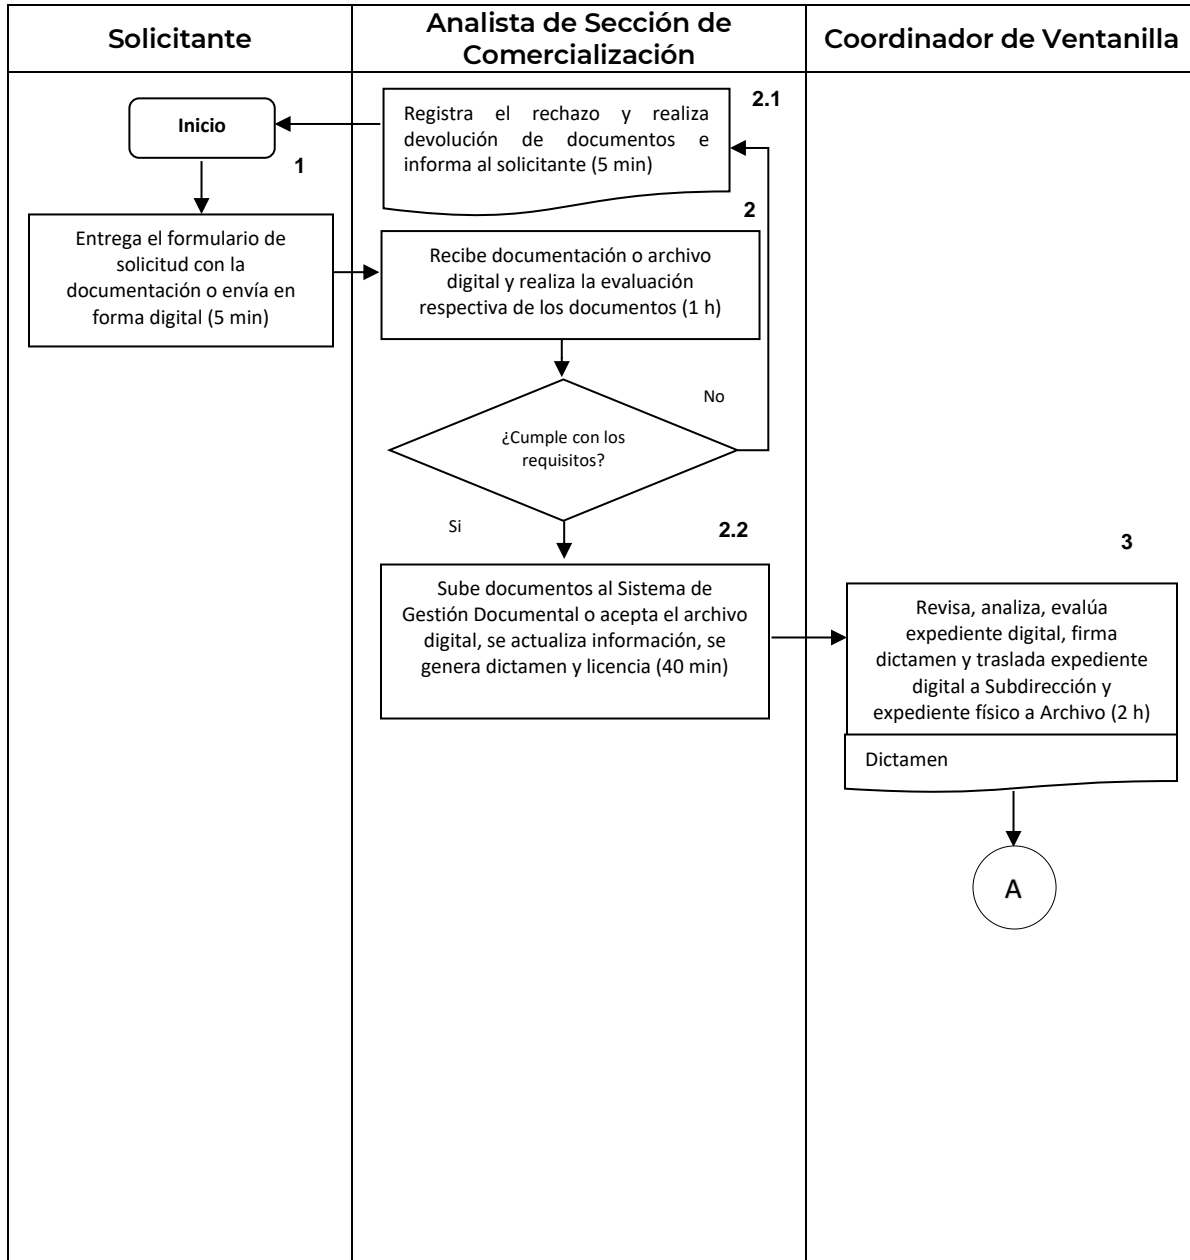 Solicitante
Analista de Sección de
Comercialización
Coordinador de Ventanilla
Inicio
1
Entrega el formulario de
solicitud con la
documentación o envía en
forma digital (5 min)
2.1
Registra el rechazo y realiza
devolución de documentos e
informa al solicitante (5 min)
2
Recibe documentación o archivo
digital y realiza la evaluación
respectiva de los documentos (1 h)
No
¿Cumple con los
requisitos?
Si
2.2
Sube documentos al Sistema de
Gestión Documental o acepta el archivo
digital, se actualiza información, se
genera dictamen y licencia (40 min)
3
Revisa, analiza, evalúa
expediente digital, firma
dictamen y traslada expediente
digital a Subdirección y
expediente físico a Archivo (2 h)
Dictamen
A